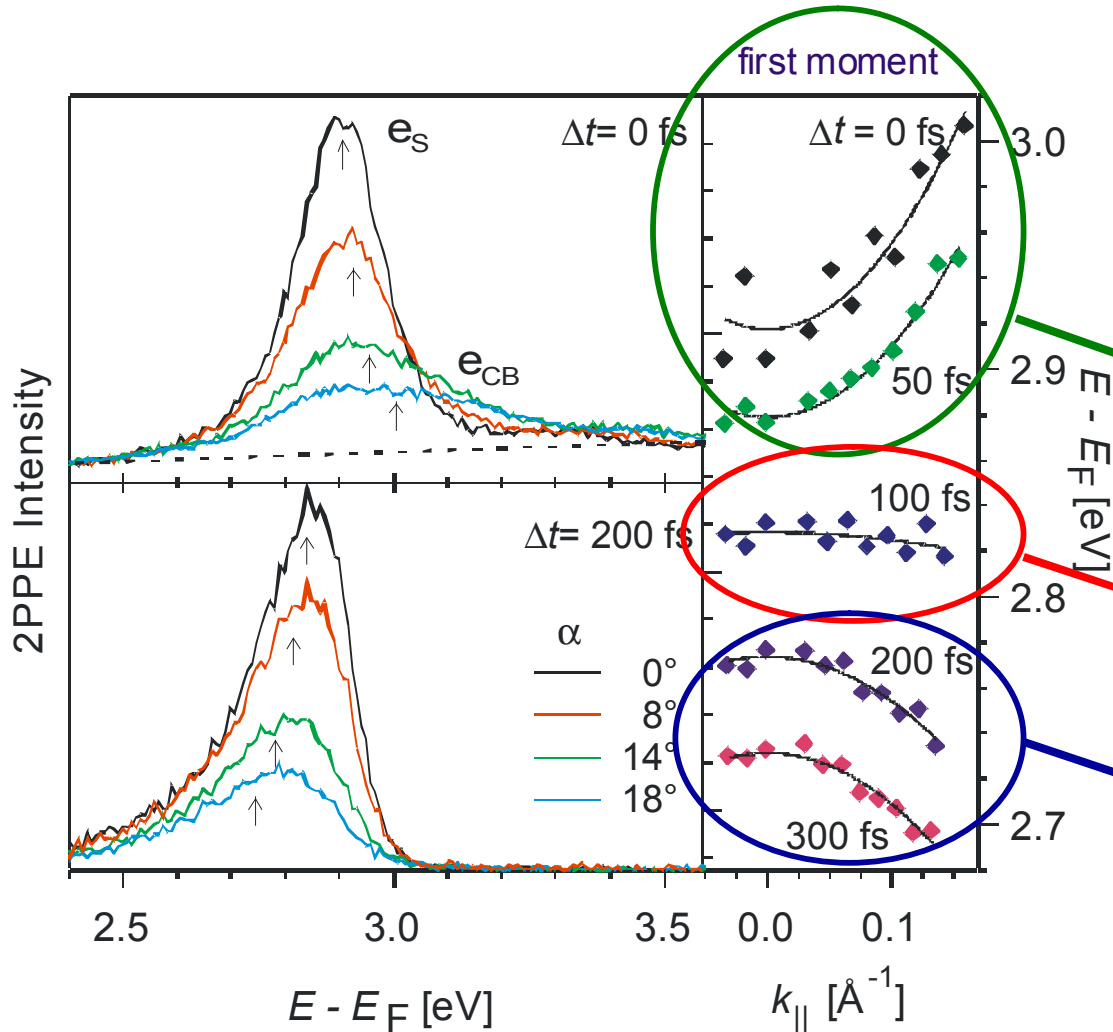 first moment
e_S
Δt= 0 fs
e_CB
Δt = 0 fs
3.0
50 fs
2.9
E - E_F [eV]
100 fs
2.8
200 fs
300 fs
2.7
2PPE Intensity
Δt= 200 fs
α
0°
8°
14°
18°
2.5
3.0
3.5
E - E_F [eV]
0.0
0.1
k_|| [Å⁻¹]